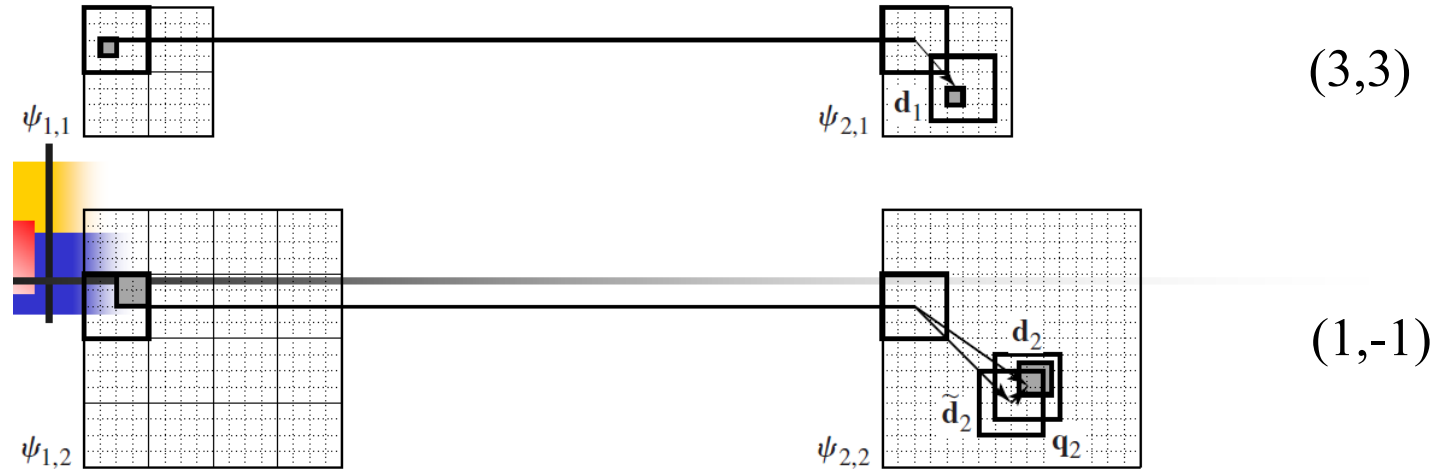 ψ₁,₁
ψ₂,₁
d₁
(3,3)
d₂
(1,-1)
d̃₂
q₂
ψ₁,₂
ψ₂,₂